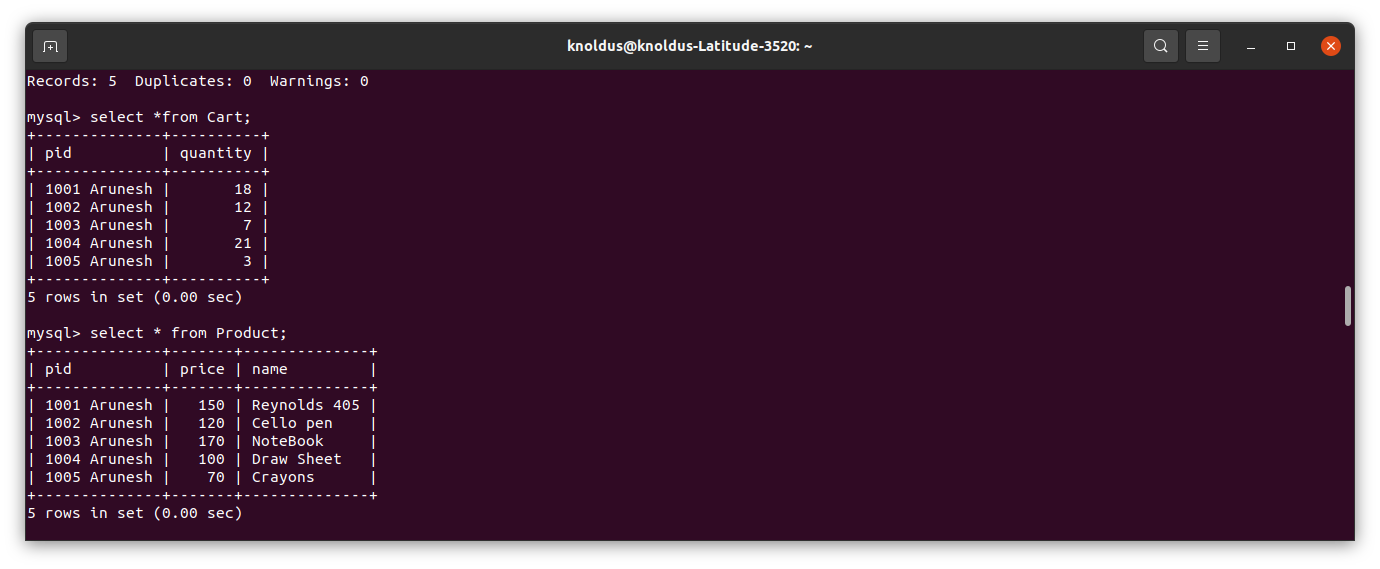 knoldus@knoldus-Latitude-3520: ~
Records: 5  Duplicates: 0  Warnings: 0
mysql> select *from Cart;
+--------------+----------+
| pid          | quantity |
+--------------+----------+
| 1001 Arunesh |       18 |
| 1002 Arunesh |       12 |
| 1003 Arunesh |        7 |
| 1004 Arunesh |       21 |
| 1005 Arunesh |        3 |
+--------------+----------+
5 rows in set (0.00 sec)
mysql> select * from Product;
+--------------+-------+--------------+
| pid          | price | name         |
+--------------+-------+--------------+
| 1001 Arunesh |   150 | Reynolds 405 |
| 1002 Arunesh |   120 | Cello pen    |
| 1003 Arunesh |   170 | NoteBook     |
| 1004 Arunesh |   100 | Draw Sheet   |
| 1005 Arunesh |    70 | Crayons      |
+--------------+-------+--------------+
5 rows in set (0.00 sec)